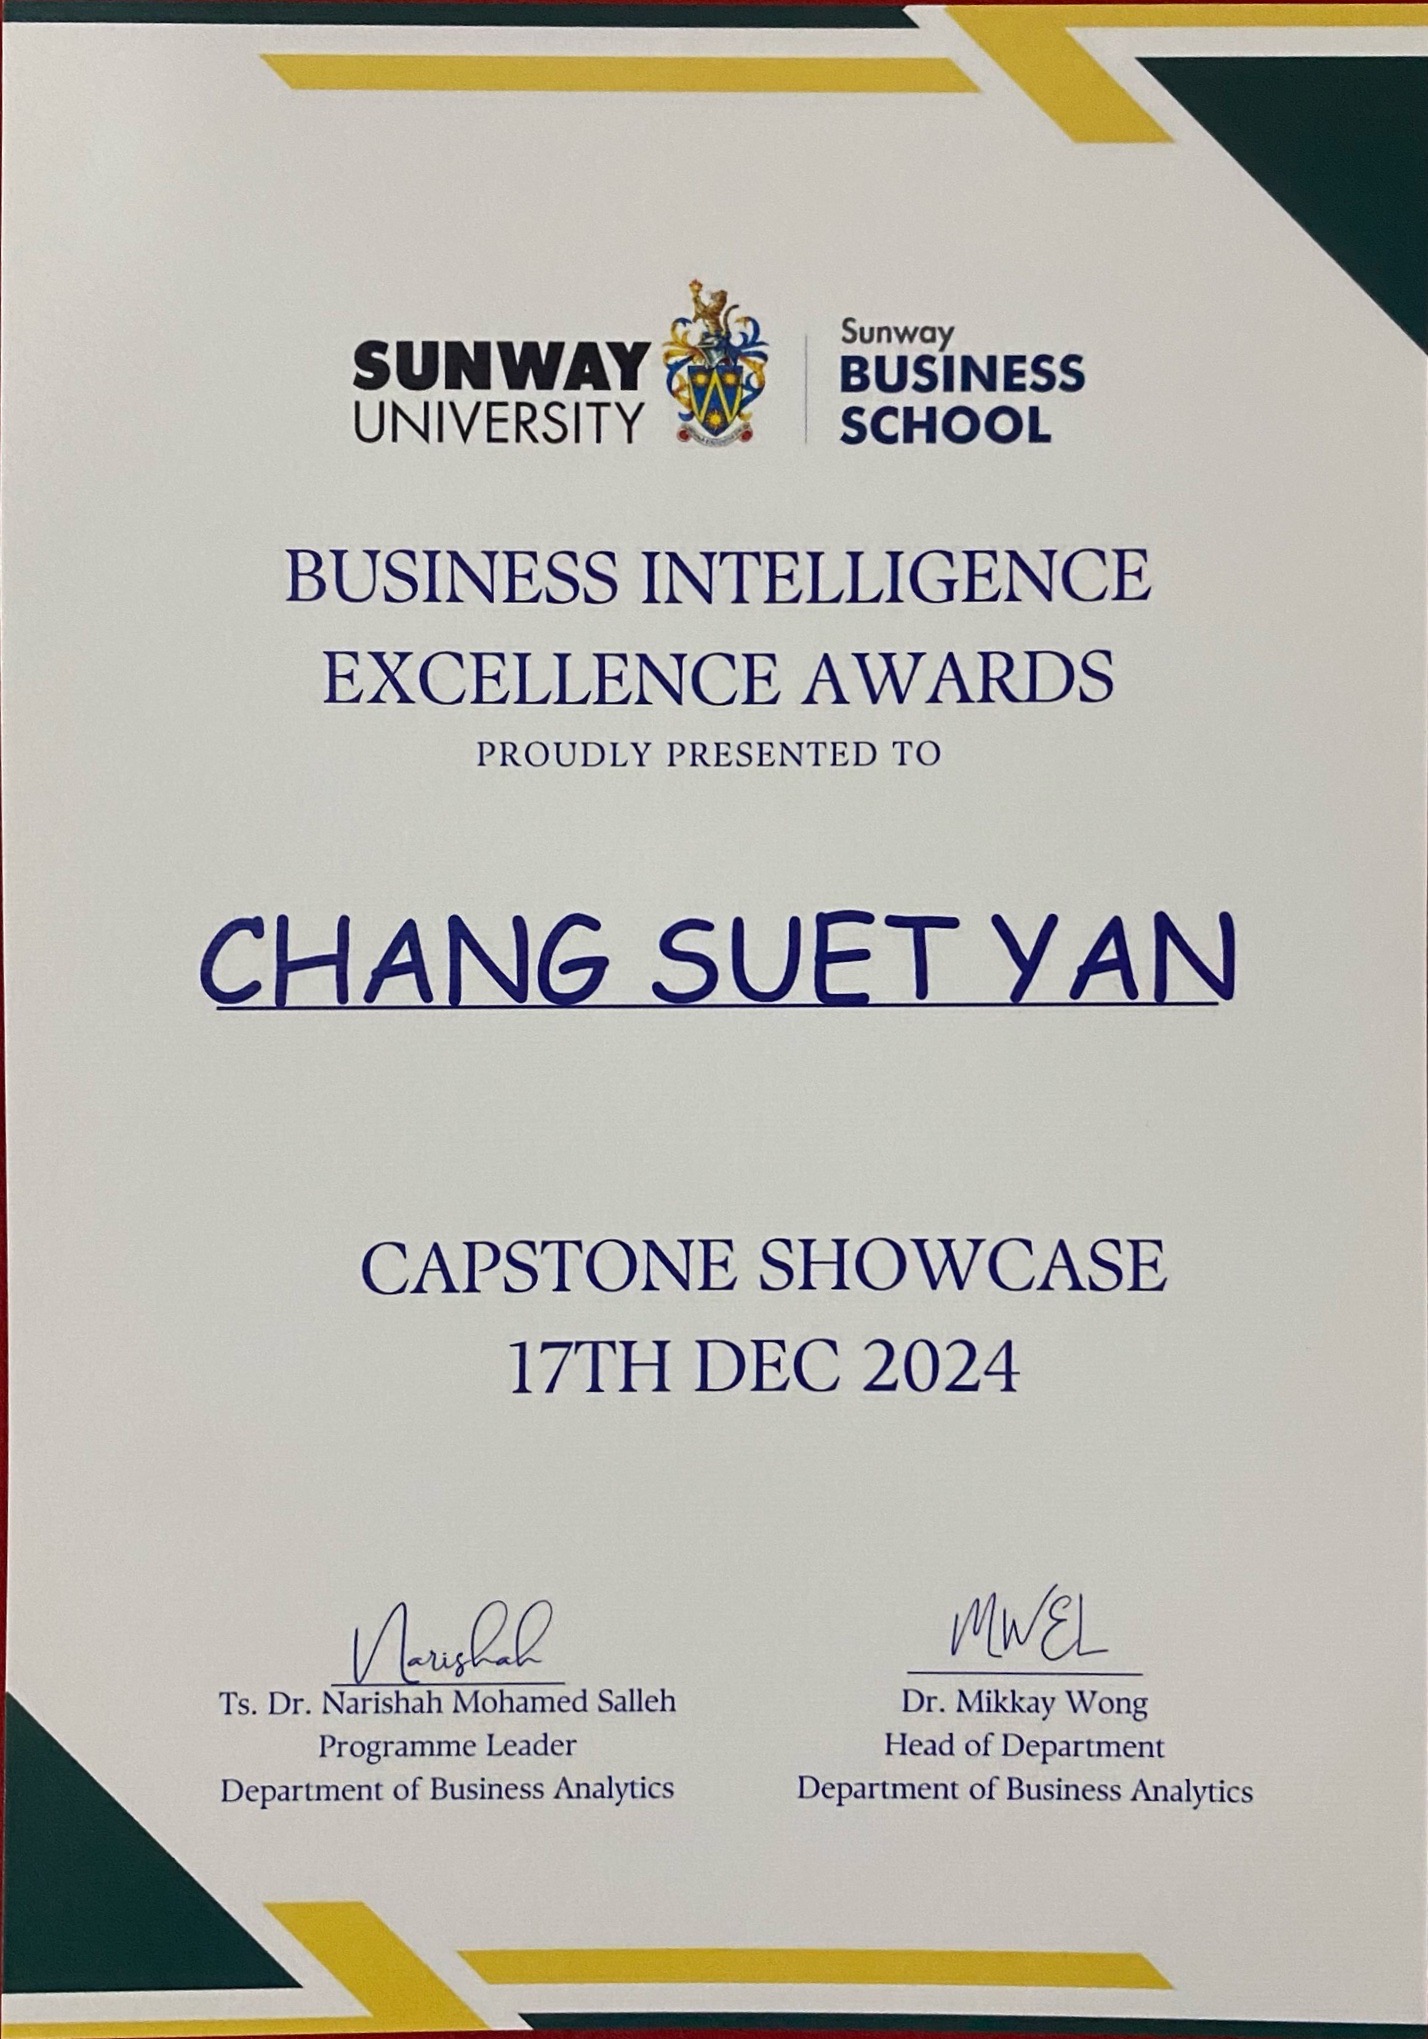 SUNWAY
UNIVERSITY
Sunway
BUSINESS
SCHOOL
BUSINESS INTELLIGENCE
EXCELLENCE AWARDS
PROUDLY PRESENTED TO
CHANG SUET YAN
CAPSTONE SHOWCASE
17TH DEC 2024
Narishah
Ts. Dr. Narishah Mohamed Salleh
Programme Leader
Department of Business Analytics
MWEL
Dr. Mikkay Wong
Head of Department
Department of Business Analytics